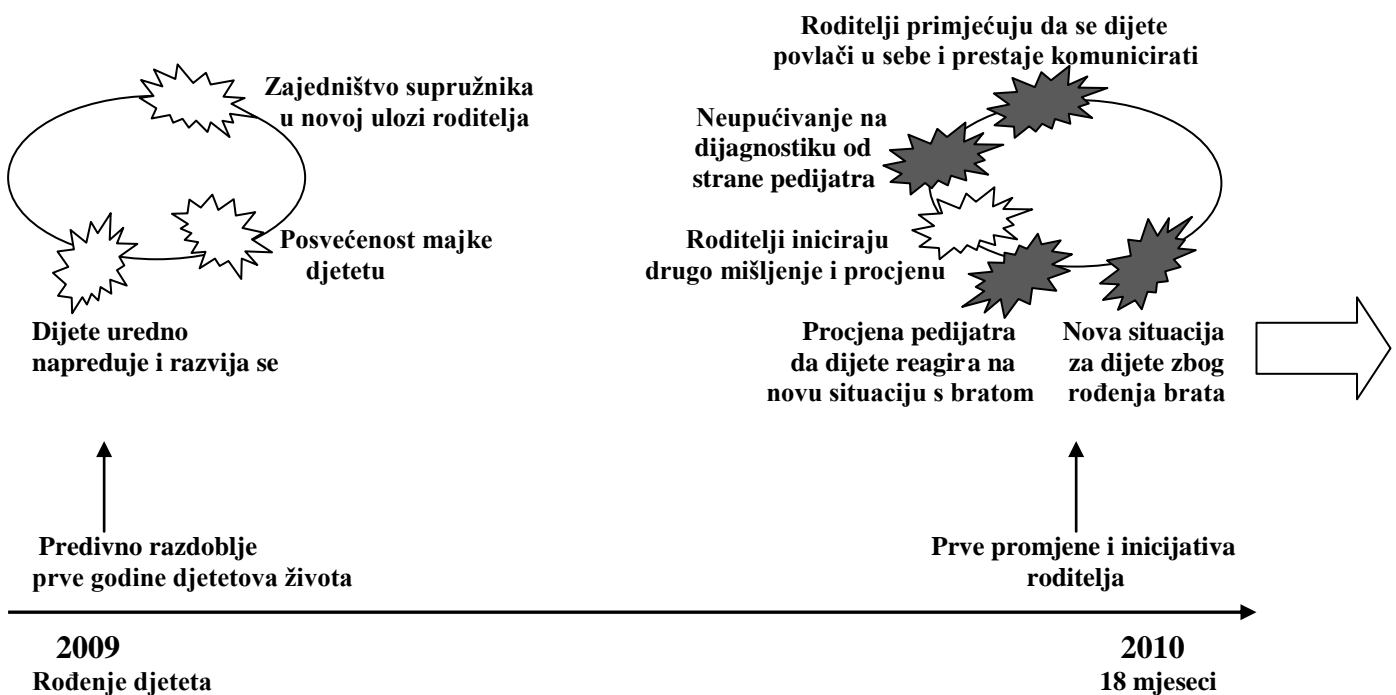 Zajedništvo supružnika
u novoj ulozi roditelja
Posvećenost majke
djetetu
Dijete uredno
napreduje i razvija se
Roditelji primjećuju da se dijete
povlači u sebe i prestaje komunicirati
Neupućivanje na
dijagnostiku od
strane pedijatra
Roditelji iniciraju
drugo mišljenje i procjenu
Procjena pedijatra
da dijete reagira na
novu situaciju s bratom
Nova situacija
za dijete zbog
rođenja brata
Predivno razdoblje
prve godine djetetova života
Prve promjene i inicijativa
roditelja
2009
Rođenje djeteta
2010
18 mjeseci